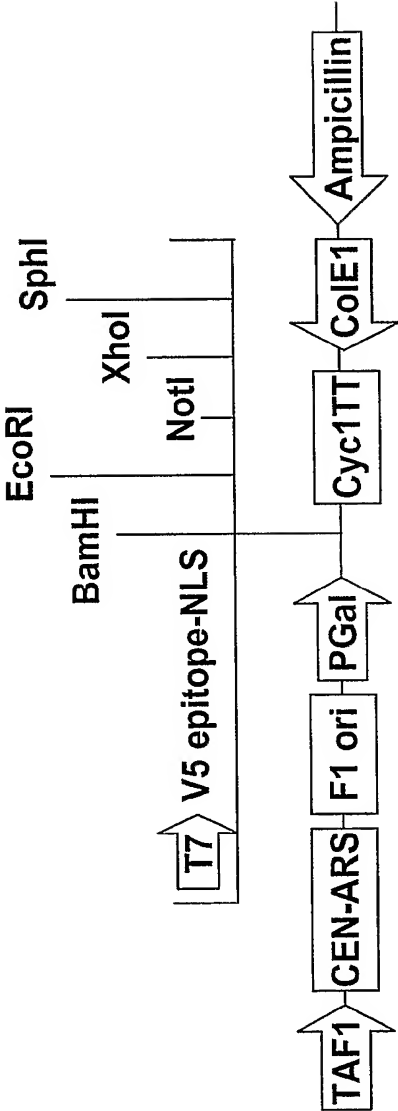 EcoRI
SphI
XhoI
BamHI
NotI
T7 V5 epitope-NLS
TAF1 CEN-ARS F1 ori PGal Cyc1TT ColE1 Ampicillin